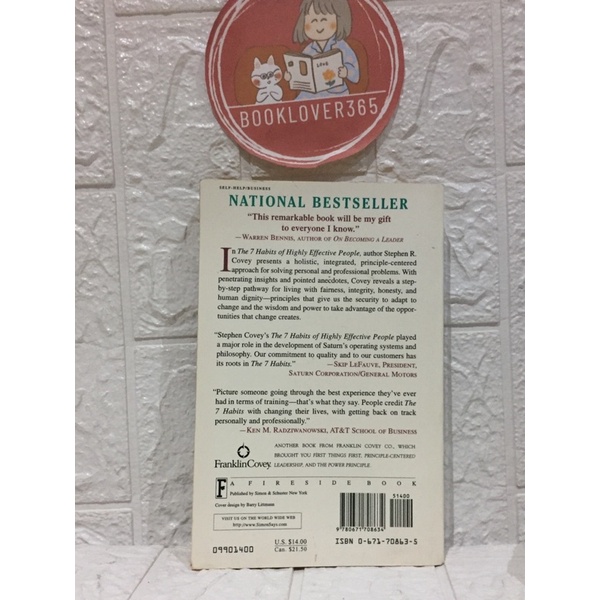 LOVE
BOOKLOVER365
SELF-HELP/BUSINESS
NATIONAL BESTSELLER
"This remarkable book will be my gift
to everyone I know."
—WARREN BENNIS, AUTHOR OF ON BECOMING A LEADER
In The 7 Habits of Highly Effective People, author Stephen R.
Covey presents a holistic, integrated, principle-centered
approach for solving personal and professional problems. With
penetrating insights and pointed anecdotes, Covey reveals a step-
by-step pathway for living with fairness, integrity, honesty, and
human dignity—principles that give us the security to adapt to
change and the wisdom and power to take advantage of the oppor-
tunities that change creates.
"Stephen Covey's The 7 Habits of Highly Effective People played
a major role in the development of Saturn's operating systems and
philosophy. Our commitment to quality and to our customers has
its roots in The 7 Habits."
—SKIP LEFAUVE, PRESIDENT,
SATURN CORPORATION/GENERAL MOTORS
"Picture someone going through the best experience they've ever
had in terms of training—that's what they say. People credit The
7 Habits with changing their lives, with getting back on track
personally and professionally."
—KEN M. RADZIWANOWSKI, AT&T SCHOOL OF BUSINESS
FranklinCovey
ANOTHER BOOK FROM FRANKLIN COVEY CO., WHICH
BROUGHT YOU FIRST THINGS FIRST, PRINCIPLE-CENTERED
LEADERSHIP, AND THE POWER PRINCIPLE.
F
A FIRESIDE BOOK
Published by Simon & Schuster New York
Cover design by Barry Littmann
VISIT US ON THE WORLD WIDE WEB
http://www.SimonSays.com
09901400
U.S. $14.00
Can. $21.50
51400
9 780671 708634
ISBN 0-671-70863-5